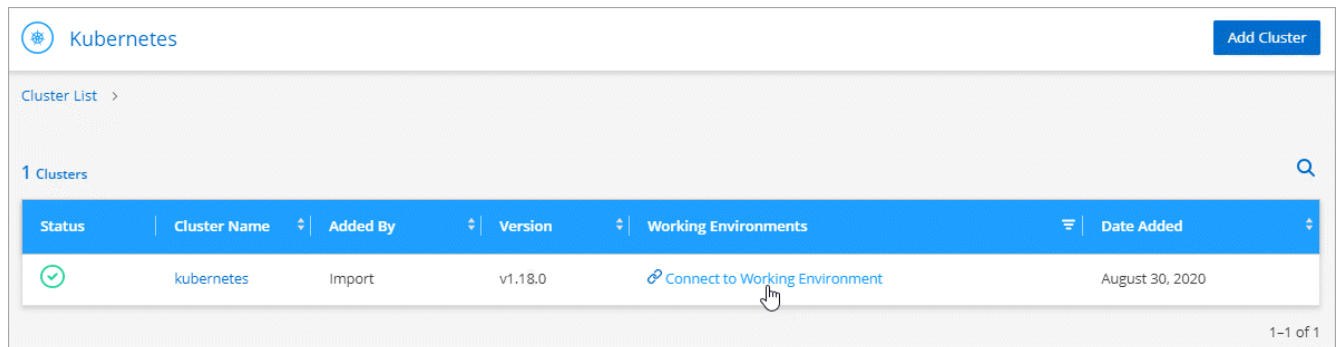 Kubernetes
Add Cluster
Cluster List >
1 Clusters
Status Cluster Name Added By Version Working Environments Date Added
kubernetes Import v1.18.0 Connect to Working Environment August 30, 2020
1–1 of 1